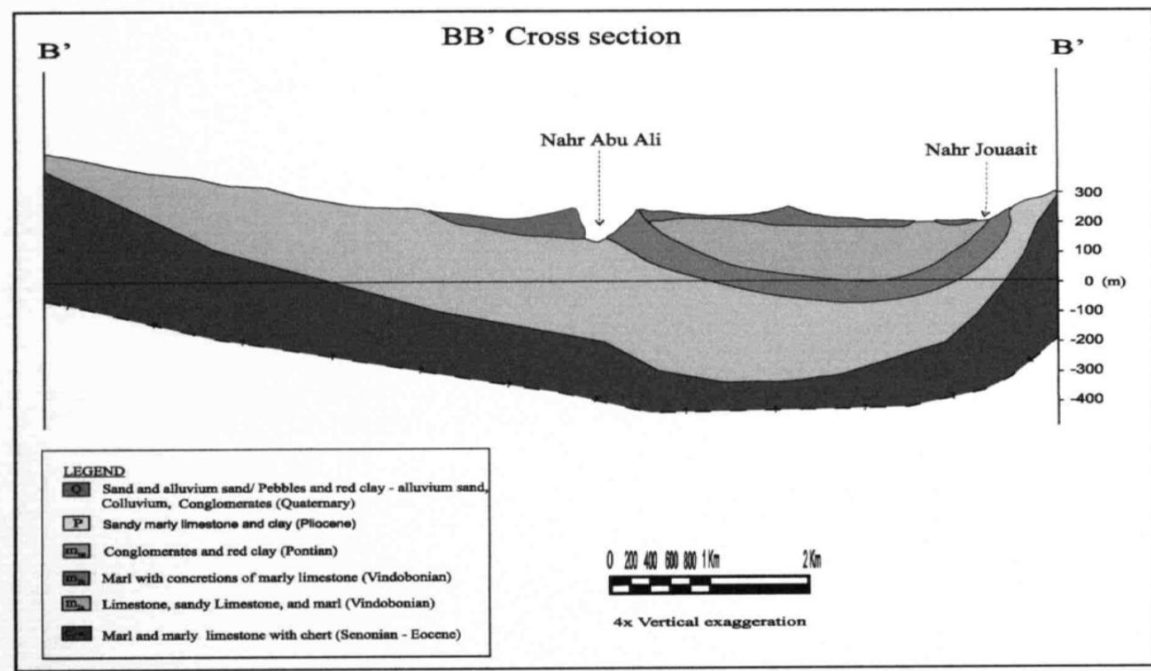 BB' Cross section
B'
B'
Nahr Abu Ali
Nahr Jouaait
300
200
100
0 (m)
-100
-200
-300
-400
LEGEND
Q Sand and alluvium sand/ Pebbles and red clay - alluvium sand,
Colluvium, Conglomerates (Quaternary)
P Sandy marly limestone and clay (Pliocene)
Conglomerates and red clay (Pontian)
Marl with concretions of marly limestone (Vindobonian)
Limestone, sandy Limestone, and marl (Vindobonian)
Marl and marly limestone with chert (Senonian - Eocene)
0 200 400 600 800 1 Km 2 Km
4x Vertical exaggeration